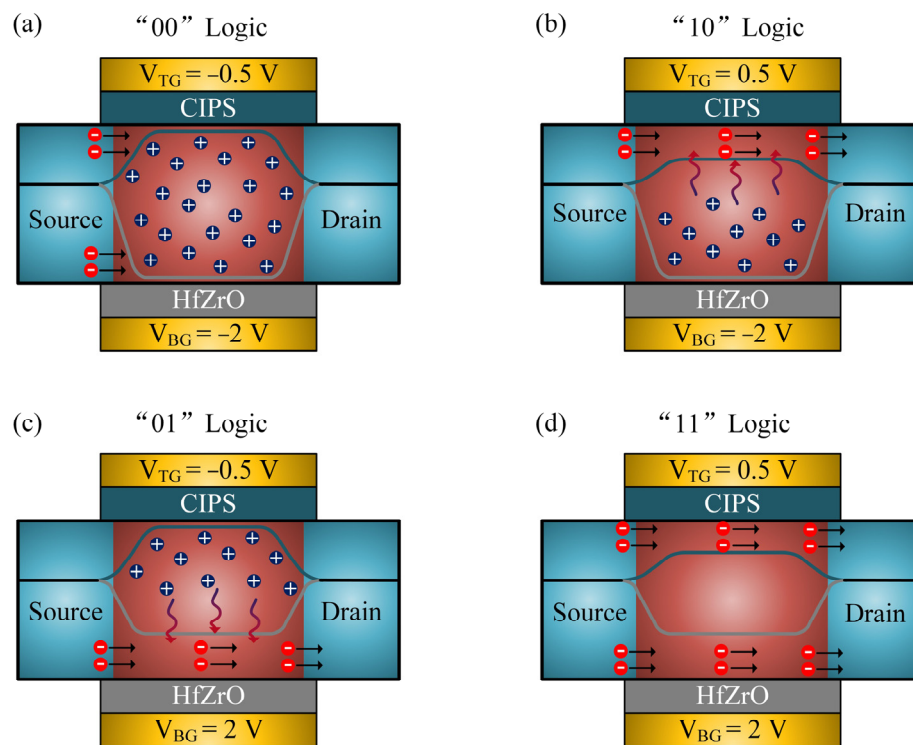 (a) “00” Logic
V_TG = –0.5 V
CIPS
Source Drain
HfZrO
V_BG = –2 V
(b) “10” Logic
V_TG = 0.5 V
CIPS
Source Drain
HfZrO
V_BG = –2 V
(c) “01” Logic
V_TG = –0.5 V
CIPS
Source Drain
HfZrO
V_BG = 2 V
(d) “11” Logic
V_TG = 0.5 V
CIPS
Source Drain
HfZrO
V_BG = 2 V